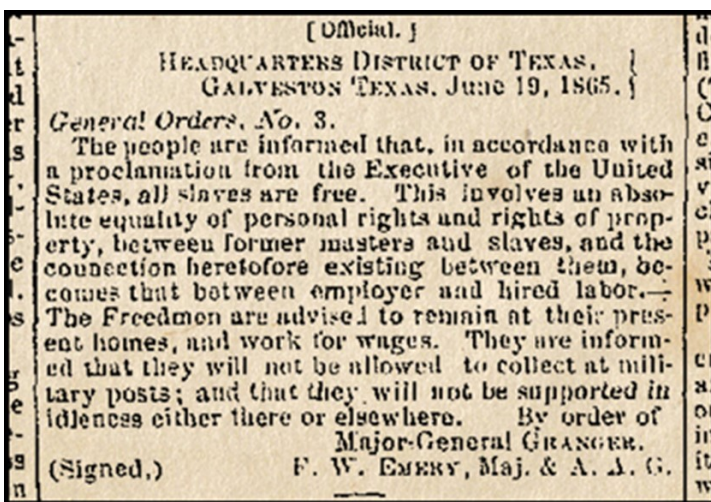 [Official.]
HEADQUARTERS DISTRICT OF TEXAS,
GALVESTON TEXAS, June 19, 1865.
General Orders, No. 3.
The people are informed that, in accordance with
a proclamation from the Executive of the United
States, all slaves are free. This involves an abso-
lute equality of personal rights and rights of prop-
erty, between former masters and slaves, and the
connection heretofore existing between them, be-
comes that between employer and hired labor.—
The Freedmen are advised to remain at their pres-
ent homes, and work for wages. They are inform-
ed that they will not be allowed to collect at mili-
tary posts; and that they will not be supported in
idleness either there or elsewhere. By order of
Major-General GRANGER.
(Signed,) F. W. EMERY, Maj. & A. A. G.